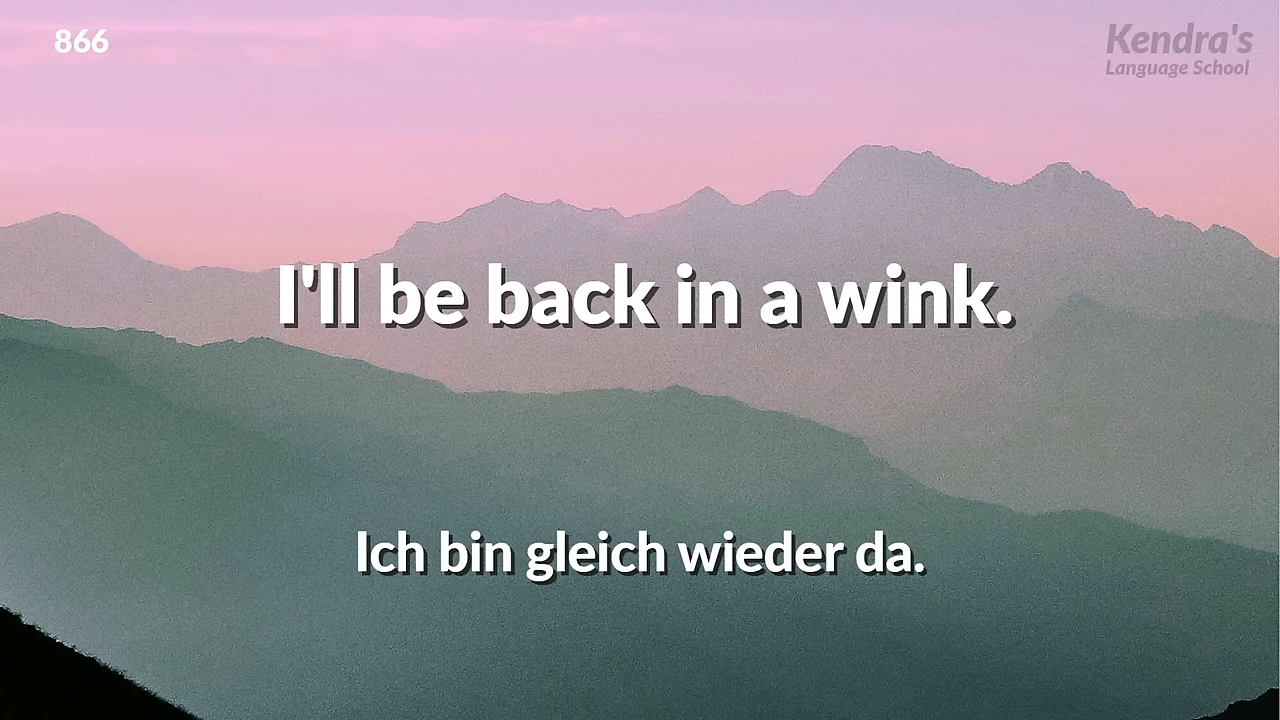 866
Kendra's
Language School
I'll be back in a wink.
Ich bin gleich wieder da.